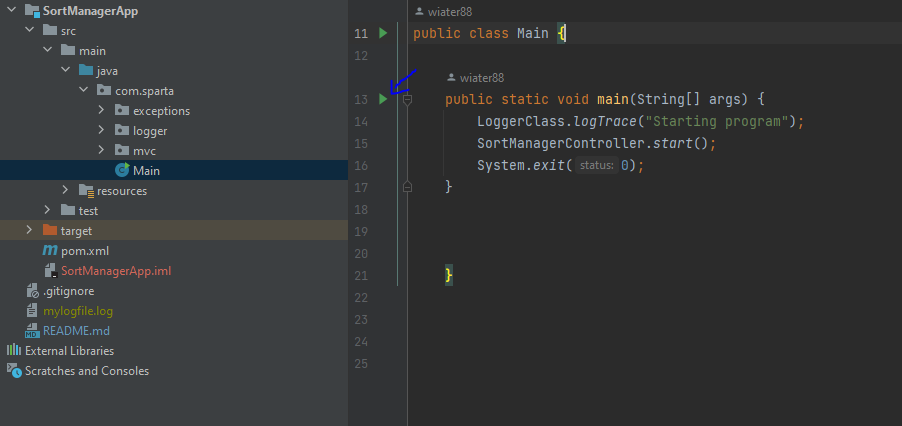 SortManagerApp
src
main
java
com.sparta
exceptions
logger
mvc
Main
resources
test
target
pom.xml
SortManagerApp.iml
.gitignore
mylogfile.log
README.md
External Libraries
Scratches and Consoles
wiater88
11 public class Main {
12
wiater88
13 public static void main(String[] args) {
14 LoggerClass.logTrace("Starting program");
15 SortManagerController.start();
16 System.exit( status: 0);
17 }
18
19
20
21 }
22
23
24
25